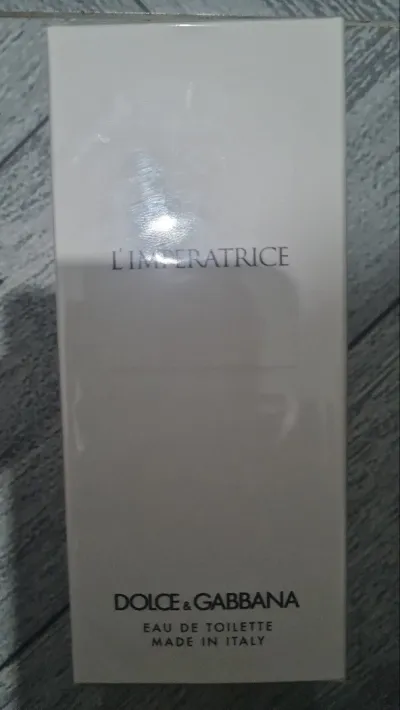 L'IMPERATRICE
DOLCE & GABBANA
EAU DE TOILETTE
MADE IN ITALY